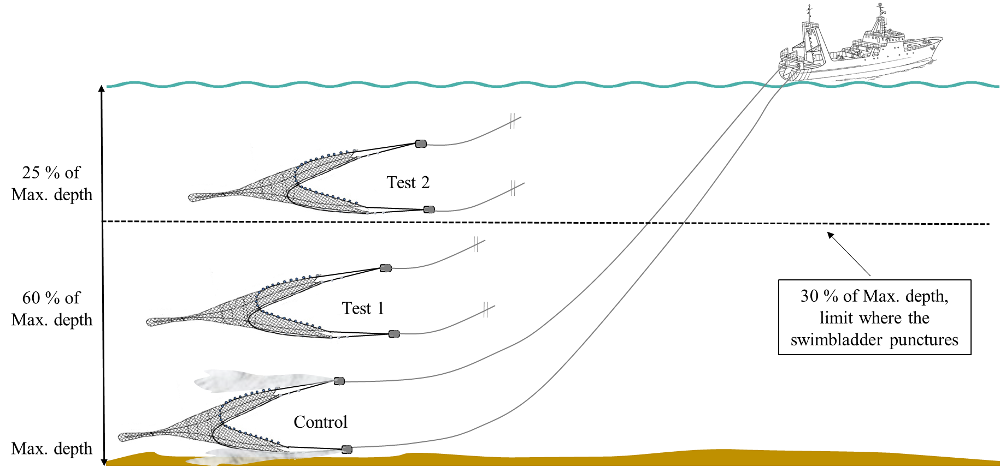 25 % of
Max. depth
Test 2
60 % of
Max. depth
Test 1
30 % of Max. depth,
limit where the
swimbladder punctures
Control
Max. depth